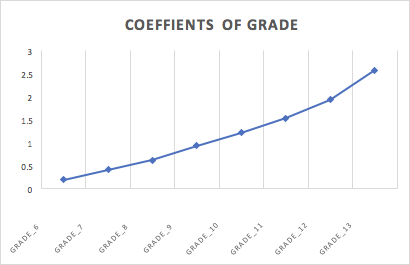 COEFFIENTS OF GRADE
3
2.5
2
1.5
1
0.5
0
GRADE_6
GRADE_7
GRADE_8
GRADE_9
GRADE_10
GRADE_11
GRADE_12
GRADE_13